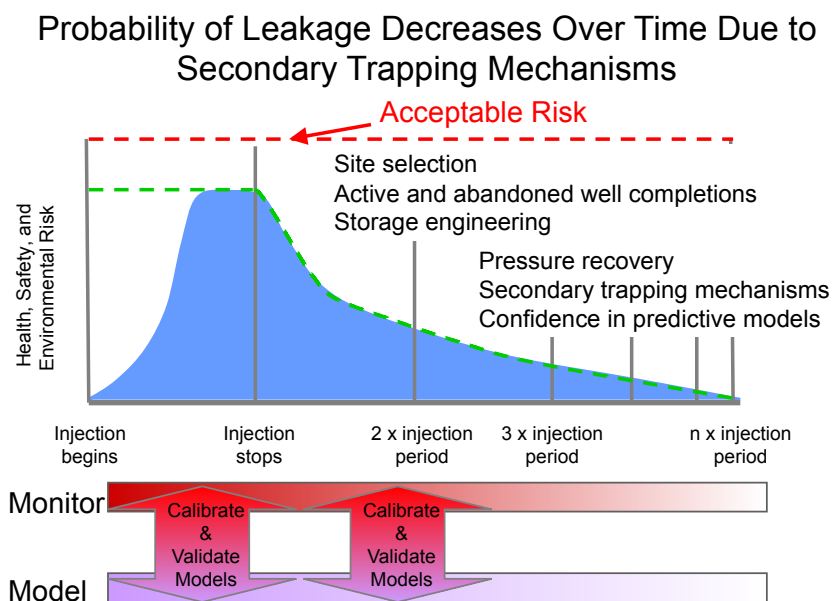 Probability of Leakage Decreases Over Time Due to
Secondary Trapping Mechanisms
Acceptable Risk
Site selection
Active and abandoned well completions
Storage engineering
Pressure recovery
Secondary trapping mechanisms
Confidence in predictive models
Health, Safety, and
Environmental Risk
Injection
begins
Injection
stops
2 x injection
period
3 x injection
period
n x injection
period
Monitor
Calibrate
&
Validate
Models
Calibrate
&
Validate
Models
Model